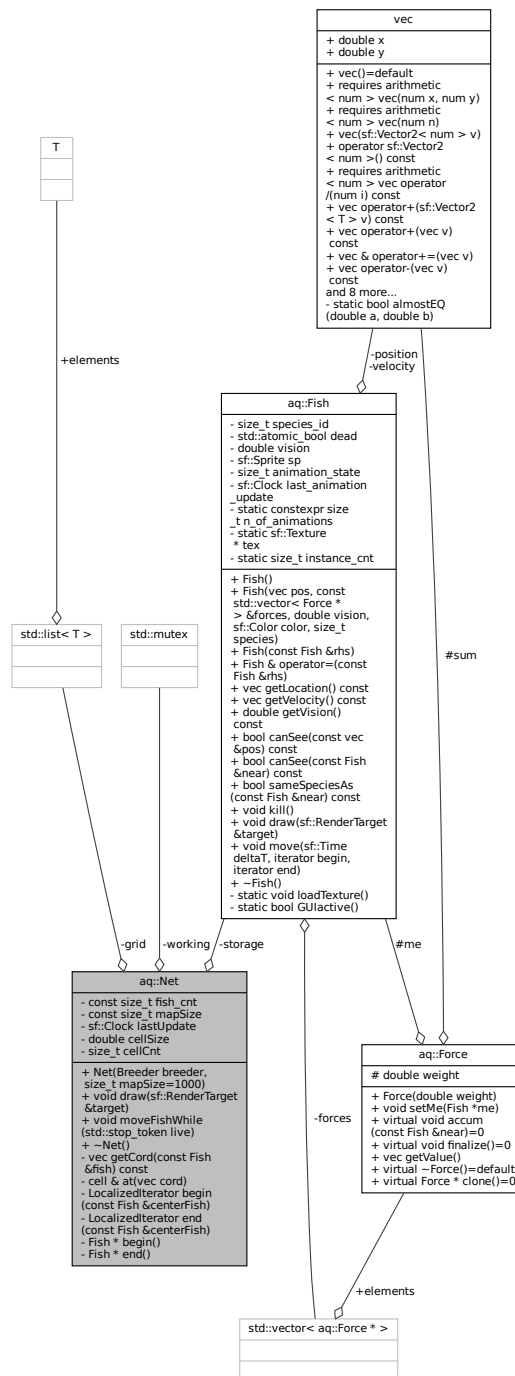 vec
+ double x
+ double y
+ vec()=default
+ requires arithmetic
< num > vec(num x, num y)
+ requires arithmetic
< num > vec(num n)
+ vec(sf::Vector2< num > v)
+ operator sf::Vector2
< num >() const
+ requires arithmetic
< num > vec operator
/(num i) const
+ vec operator+(sf::Vector2
< T > v) const
+ vec operator+(vec v)
const
+ vec & operator+=(vec v)
+ vec operator-(vec v)
const
and 8 more...
- static bool almostEQ
(double a, double b)
T
+elements
-position
-velocity
aq::Fish
- size_t species_id
- std::atomic_bool dead
- double vision
- sf::Sprite sp
- size_t animation_state
- sf::Clock last_animation
_update
- static constexpr size
_t n_of_animations
- static sf::Texture
* tex
- static size_t instance_cnt
+ Fish()
+ Fish(vec pos, const
std::vector< Force *
> &forces, double vision,
sf::Color color, size_t
species)
+ Fish(const Fish &rhs)
+ Fish & operator=(const
Fish &rhs)
+ vec getLocation() const
+ vec getVelocity() const
+ double getVision()
const
+ bool canSee(const vec
&pos) const
+ bool canSee(const Fish
&near) const
+ bool sameSpeciesAs
(const Fish &near) const
+ void kill()
+ void draw(sf::RenderTarget
&target)
+ void move(sf::Time
deltaT, iterator begin,
iterator end)
+ ~Fish()
- static void loadTexture()
- static bool GUIactive()
std::list< T >
std::mutex
#sum
-grid
-working
-storage
#me
aq::Net
- const size_t fish_cnt
- const size_t mapSize
- sf::Clock lastUpdate
- double cellSize
- size_t cellCnt
+ Net(Breeder breeder,
size_t mapSize=1000)
+ void draw(sf::RenderTarget
&target)
+ void moveFishWhile
(std::stop_token live)
+ ~Net()
- vec getCord(const Fish
&fish) const
- cell & at(vec cord)
- LocalizedIterator begin
(const Fish &centerFish)
- LocalizedIterator end
(const Fish &centerFish)
- Fish * begin()
- Fish * end()
aq::Force
# double weight
+ Force(double weight)
+ void setMe(Fish *me)
+ virtual void accum
(const Fish &near)=0
+ virtual void finalize()=0
+ vec getValue()
+ virtual ~Force()=default
+ virtual Force * clone()=0
-forces
+elements
std::vector< aq::Force * >